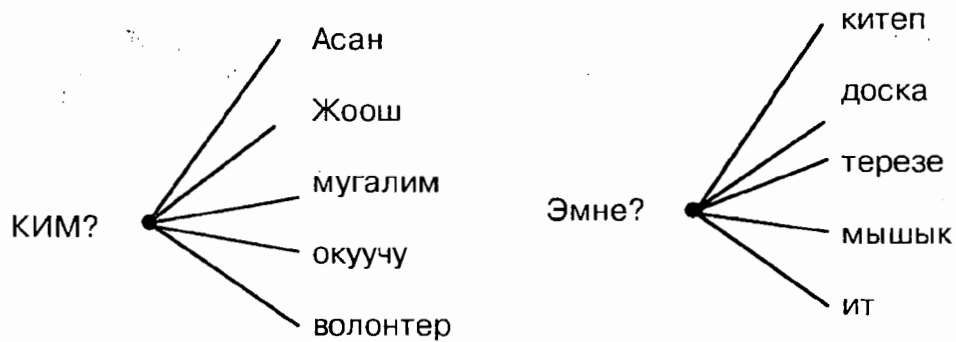 КИМ?
Асан
Жоош
мугалим
окуучу
волонтер
Эмне?
китеп
доска
терезе
мышык
ит